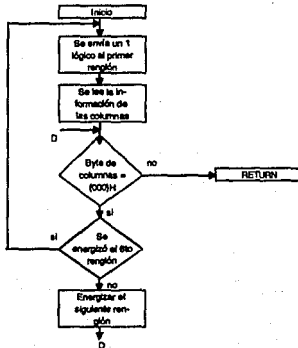 Inicio
Se envía un 1
lógico al primer
renglón
Se lee la in-
formación de
las columnas
D
Byte de
columnas =
(000)H
no
RETURN
si
si
Se
energizó el 6to
renglón
no
Energizar el
siguiente ren-
glón
D